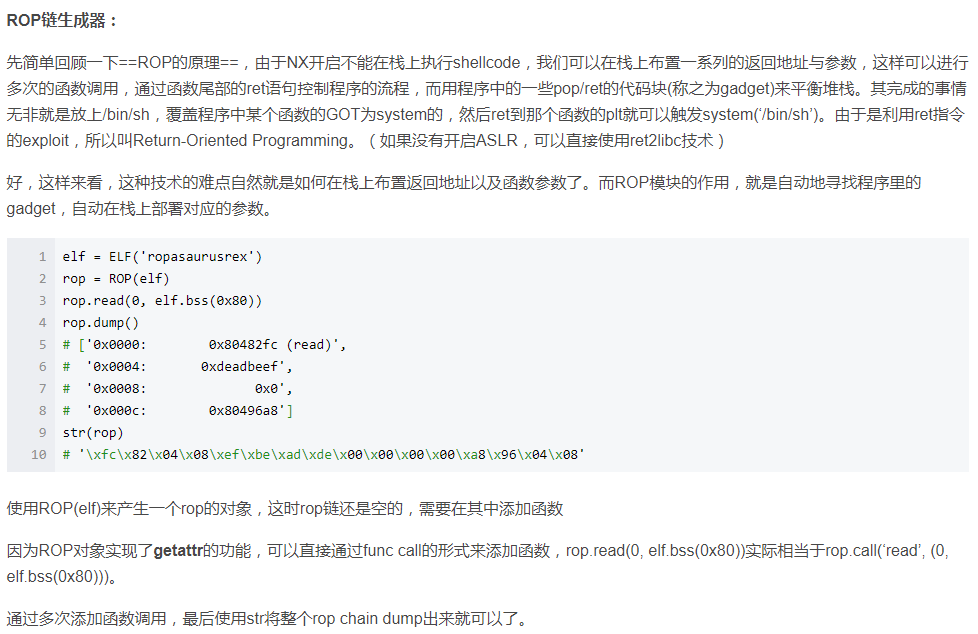 ROP链生成器：
先简单回顾一下==ROP的原理==，由于NX开启不能在栈上执行shellcode，我们可以在栈上布置一系列的返回地址与参数，这样可以进行
多次的函数调用，通过函数尾部的ret语句控制程序的流程，而用程序中的一些pop/ret的代码块(称之为gadget)来平衡堆栈。其完成的事情
无非就是放上/bin/sh，覆盖程序中某个函数的GOT为system的，然后ret到那个函数的plt就可以触发system(‘/bin/sh’)。由于是利用ret指令
的exploit，所以叫Return-Oriented Programming。（如果没有开启ASLR，可以直接使用ret2libc技术）
好，这样来看，这种技术的难点自然就是如何在栈上布置返回地址以及函数参数了。而ROP模块的作用，就是自动地寻找程序里的
gadget，自动在栈上部署对应的参数。
1 elf = ELF('ropasaurusrex')
2 rop = ROP(elf)
3 rop.read(0, elf.bss(0x80))
4 rop.dump()
5 # ['0x0000:        0x80482fc (read)',
6 #  '0x0004:       0xdeadbeef',
7 #  '0x0008:              0x0',
8 #  '0x000c:        0x80496a8']
9 str(rop)
10 # '\xfc\x82\x04\x08\xef\xbe\xad\xde\x00\x00\x00\x00\xa8\x96\x04\x08'
使用ROP(elf)来产生一个rop的对象，这时rop链还是空的，需要在其中添加函数
因为ROP对象实现了getattr的功能，可以直接通过func call的形式来添加函数，rop.read(0, elf.bss(0x80))实际相当于rop.call(‘read’, (0,
elf.bss(0x80)))。
通过多次添加函数调用，最后使用str将整个rop chain dump出来就可以了。